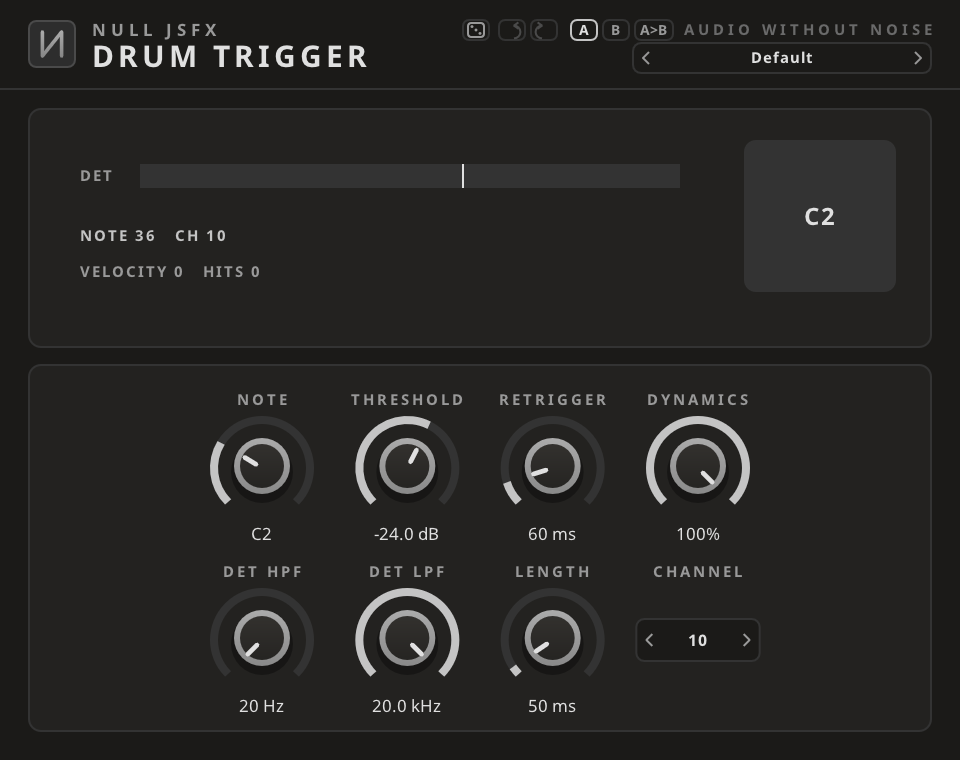 NULL JSFX
DRUM TRIGGER
A B A>B AUDIO WITHOUT NOISE
Default
DET
C2
NOTE 36 CH 10
VELOCITY 0 HITS 0
NOTE THRESHOLD RETRIGGER DYNAMICS
C2 -24.0 dB 60 ms 100%
DET HPF DET LPF LENGTH CHANNEL
10
20 Hz 20.0 kHz 50 ms